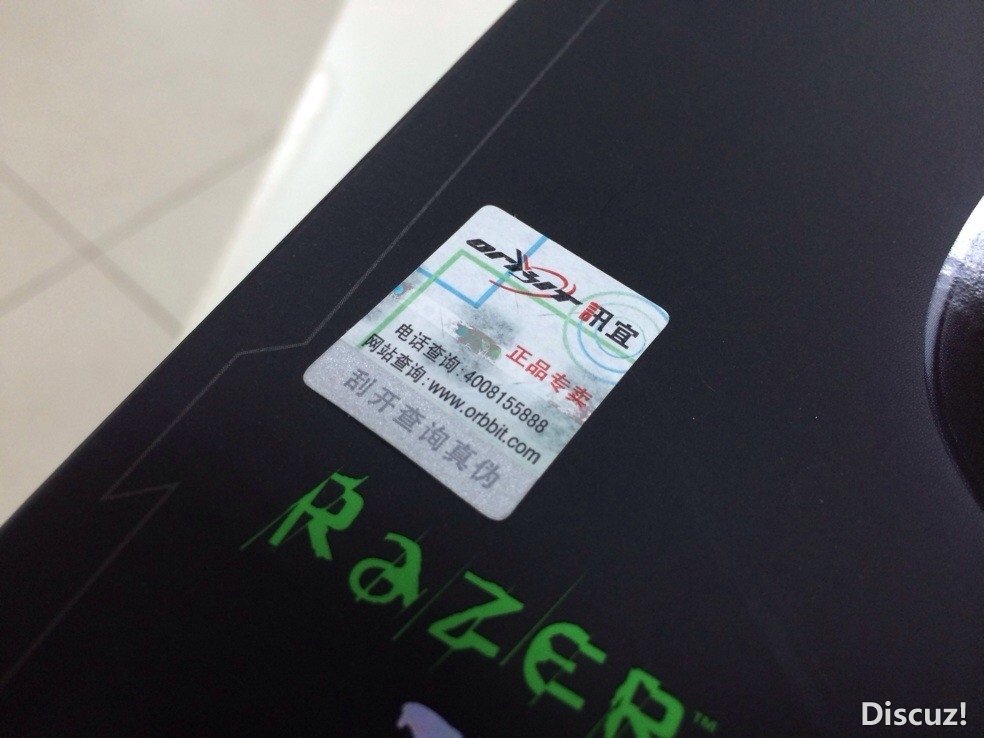 orbbit 訊宜
正品专卖
电话查询:4008155888
网站查询:www.orbbit.com
刮开查询真伪
RaZER™
Discuz!